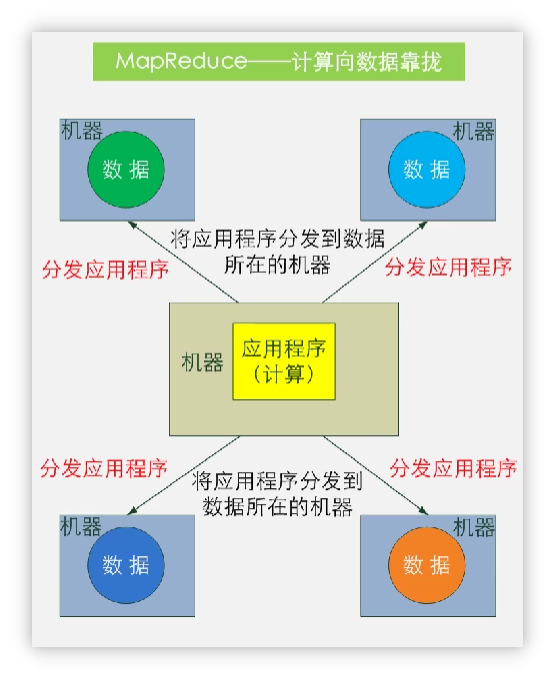 MapReduce——计算向数据靠拢
机器
数据
机器
数据
将应用程序分发到数据
所在的机器
分发应用程序
分发应用程序
机器
应用程序
（计算）
分发应用程序
将应用程序分发到
数据所在的机器
分发应用程序
机器
数据
机器
数据